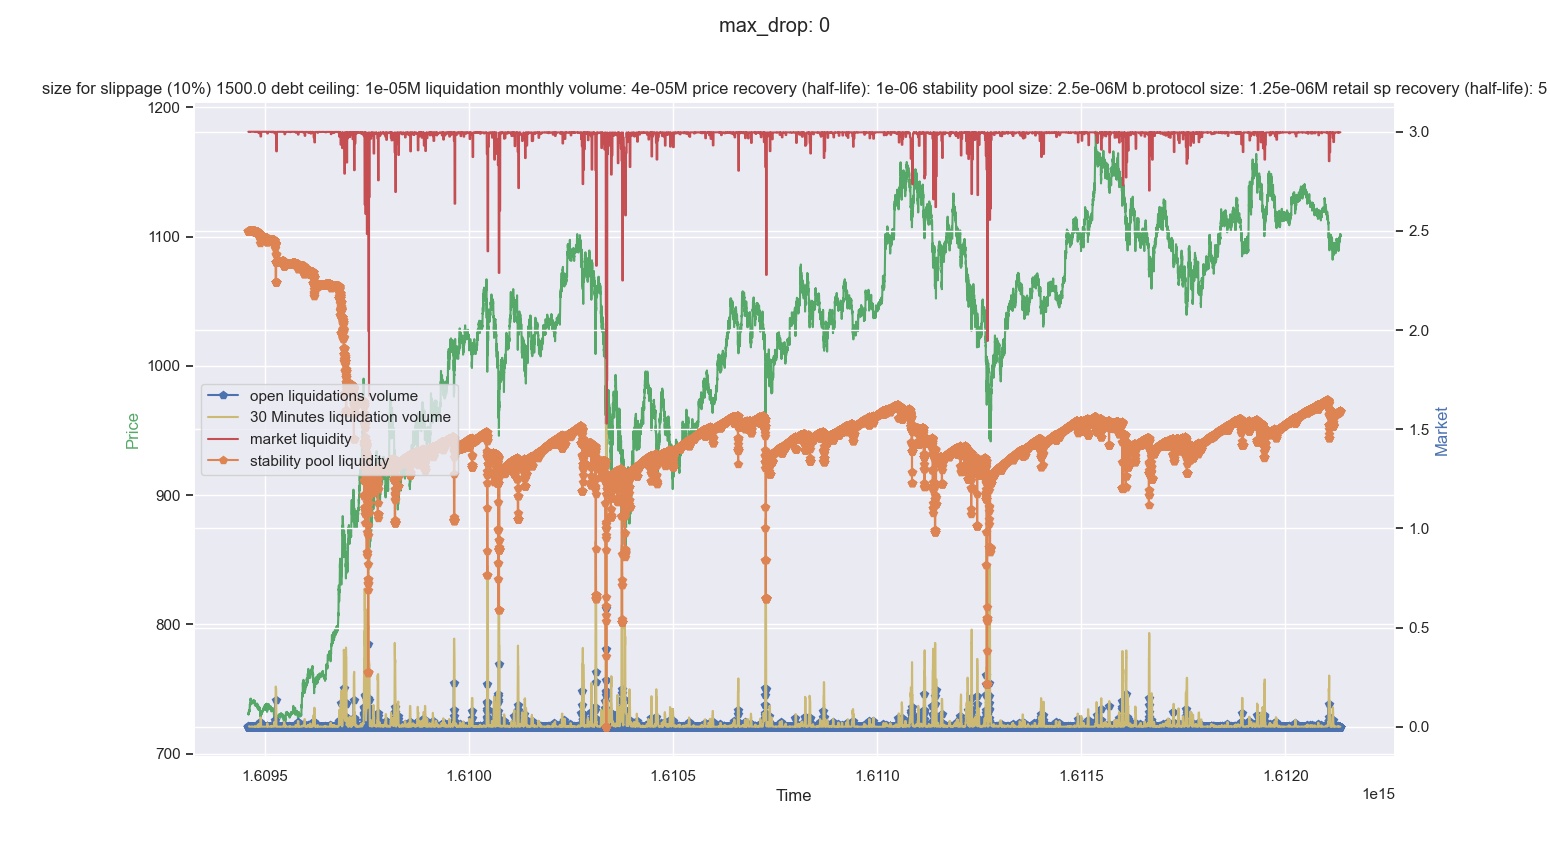 max_drop: 0
size for slippage (10%) 1500.0 debt ceiling: 1e-05M liquidation monthly volume: 4e-05M price recovery (half-life): 1e-06 stability pool size: 2.5e-06M b.protocol size: 1.25e-06M retail sp recovery (half-life): 5
1200
1100
1000
900
800
700
Price
open liquidations volume
30 Minutes liquidation volume
market liquidity
stability pool liquidity
3.0
2.5
2.0
1.5
1.0
0.5
0.0
Market
1.6095 1.6100 1.6105 1.6110 1.6115 1.6120
Time
1e15